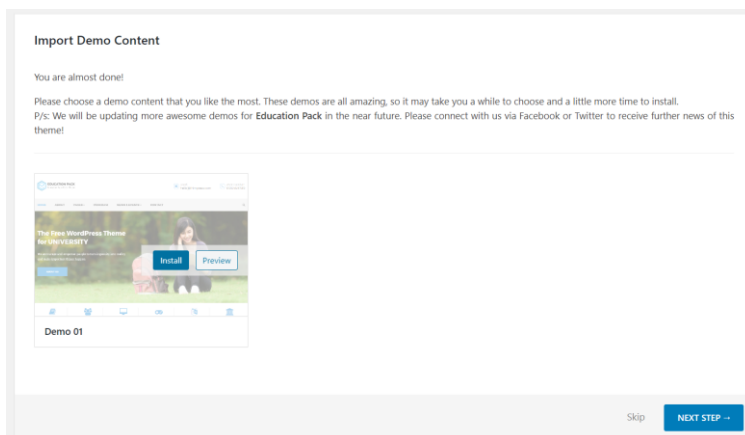 Import Demo Content
You are almost done!
Please choose a demo content that you like the most. These demos are all amazing, so it may take you a while to choose and a little more time to install.
P/s: We will be updating more awesome demos for Education Pack in the near future. Please connect with us via Facebook or Twitter to receive further news of this
theme!
The Free WordPress Theme
for UNIVERSITY
Install
Preview
Demo 01
Skip
NEXT STEP →